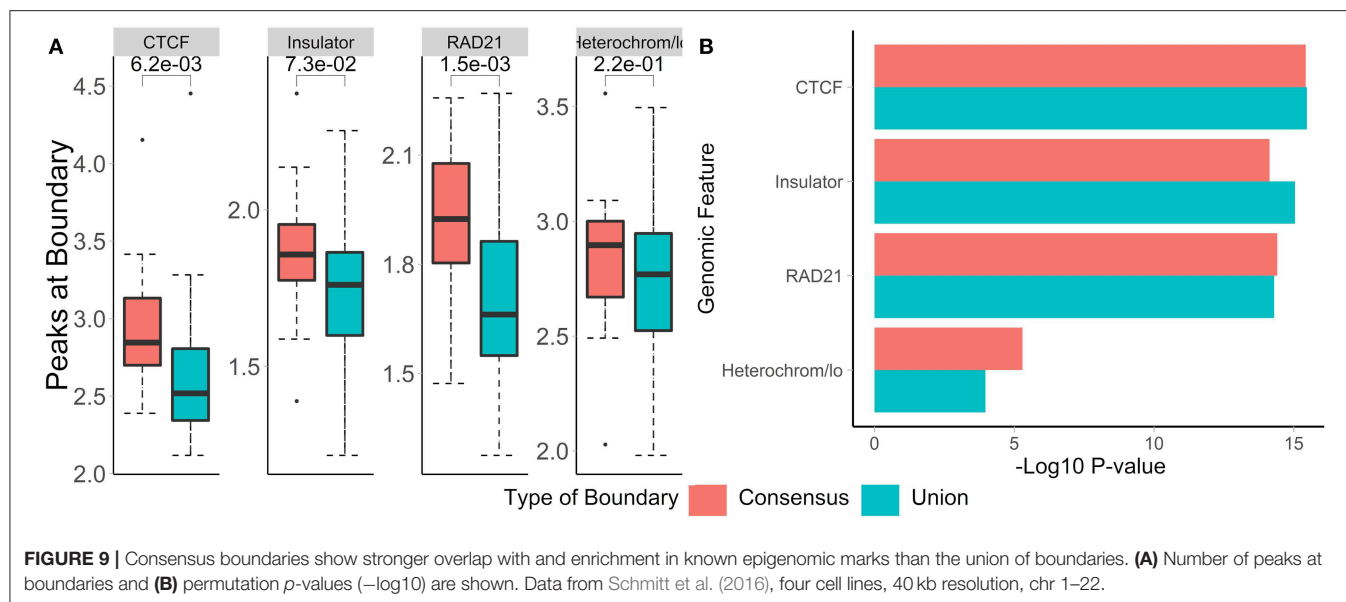 A
CTCF
Insulator
RAD21
Heterochrom/lo
6.2e-03
7.3e-02
1.5e-03
2.2e-01
Peaks at Boundary
4.5
4.0
3.5
3.0
2.5
2.0
2.0
1.5
2.1
1.8
1.5
3.5
3.0
2.5
2.0
B
Genomic Feature
CTCF
Insulator
RAD21
Heterochrom/lo
0
5
10
15
-Log10 P-value
Type of Boundary
Consensus
Union
FIGURE 9 | Consensus boundaries show stronger overlap with and enrichment in known epigenomic marks than the union of boundaries. (A) Number of peaks at
boundaries and (B) permutation p-values (−log10) are shown. Data from Schmitt et al. (2016), four cell lines, 40 kb resolution, chr 1–22.